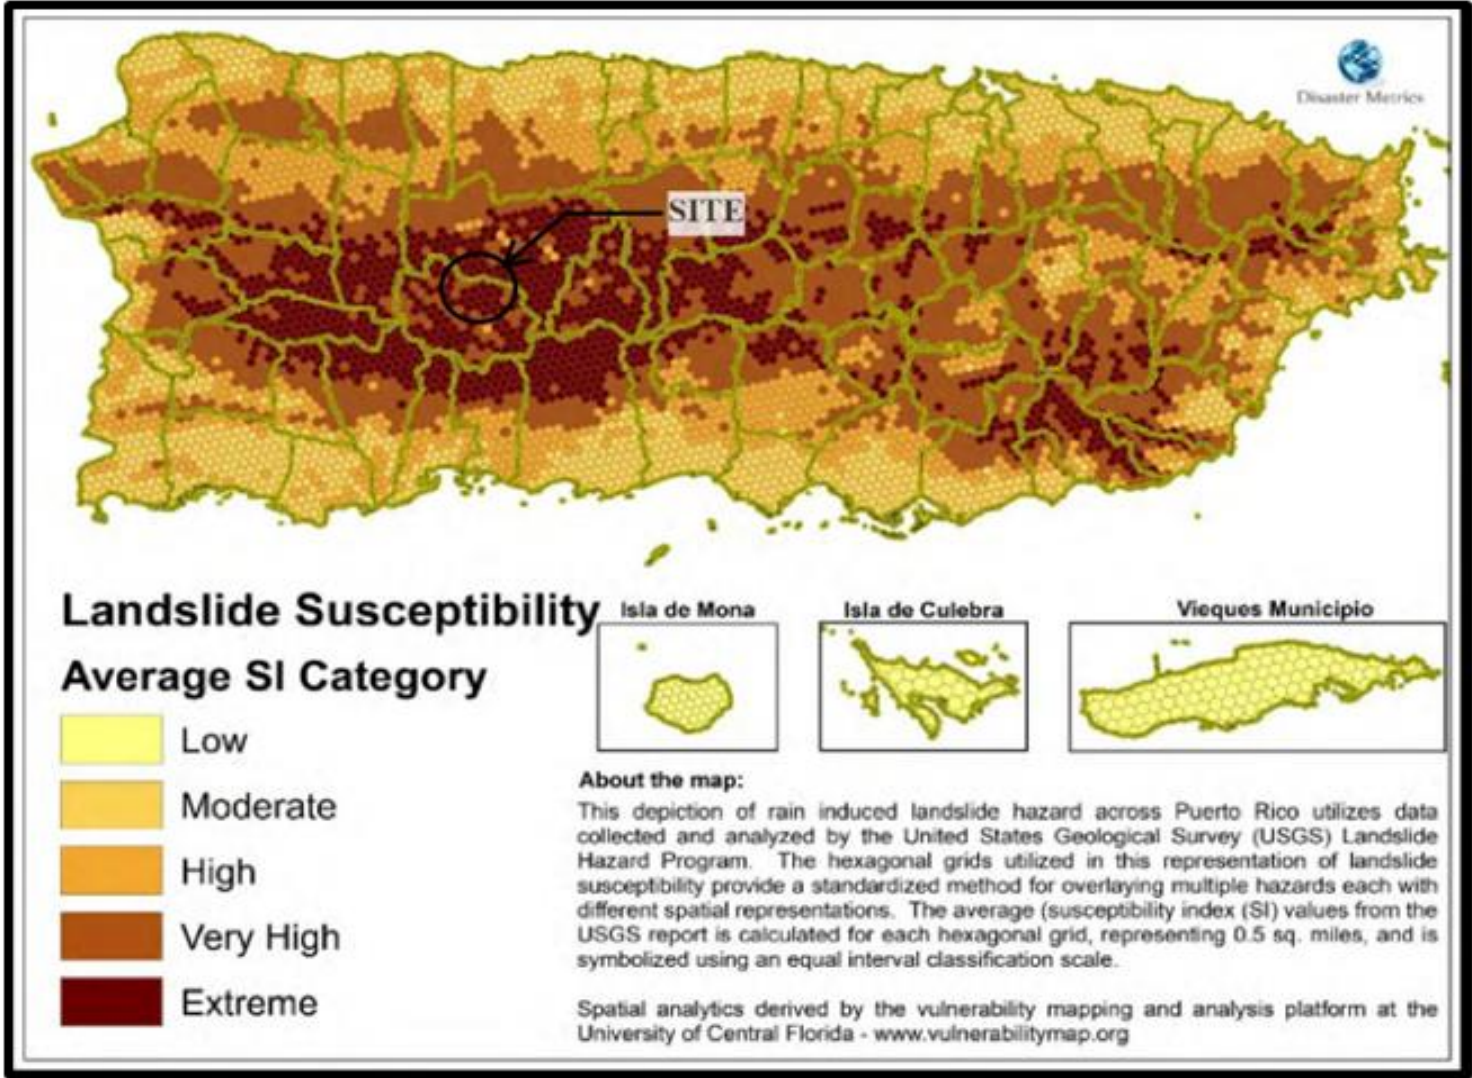 Disaster Metrics
SITE
Landslide Susceptibility
Average SI Category
Low
Moderate
High
Very High
Extreme
Isla de Mona
Isla de Culebra
Vieques Municipio
About the map:
This depiction of rain induced landslide hazard across Puerto Rico utilizes data
collected and analyzed by the United States Geological Survey (USGS) Landslide
Hazard Program. The hexagonal grids utilized in this representation of landslide
susceptibility provide a standardized method for overlaying multiple hazards each with
different spatial representations. The average (susceptibility index (SI) values from the
USGS report is calculated for each hexagonal grid, representing 0.5 sq. miles, and is
symbolized using an equal interval classification scale.
Spatial analytics derived by the vulnerability mapping and analysis platform at the
University of Central Florida - www.vulnerabilitymap.org